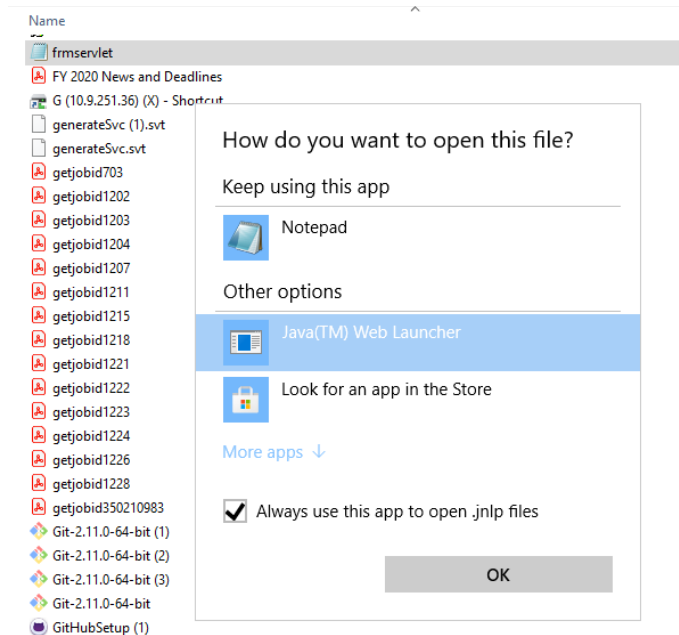 Name
frmservlet
FY 2020 News and Deadlines
G (10.9.251.36) (X) - Shortcut
generateSvc (1).svt
generateSvc.svt
getjobid703
getjobid1202
getjobid1203
getjobid1204
getjobid1207
getjobid1211
getjobid1215
getjobid1218
getjobid1221
getjobid1222
getjobid1223
getjobid1224
getjobid1226
getjobid1228
getjobid350210983
Git-2.11.0-64-bit (1)
Git-2.11.0-64-bit (2)
Git-2.11.0-64-bit (3)
Git-2.11.0-64-bit
GitHubSetup (1)
How do you want to open this file?
Keep using this app
Notepad
Other options
Java(TM) Web Launcher
Look for an app in the Store
More apps ↓
Always use this app to open .jnlp files
OK